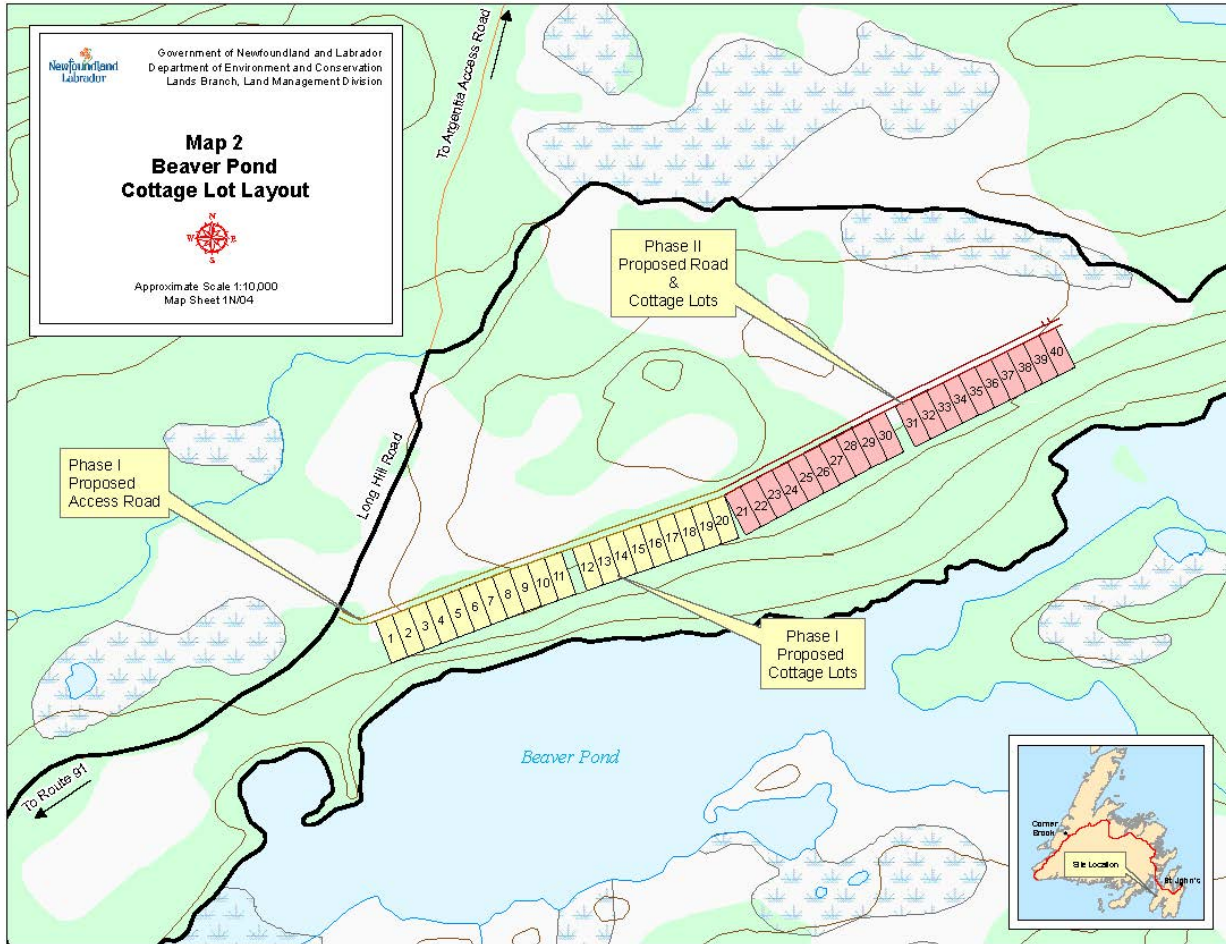 Newfoundland
Labrador
Government of Newfoundland and Labrador
Department of Environment and Conservation
Lands Branch, Land Management Division
Map 2
Beaver Pond
Cottage Lot Layout
N
W E
S
Approximate Scale 1:10,000
Map Sheet 1N/04
To Argentia Access Road
Phase II
Proposed Road
&
Cottage Lots
Phase I
Proposed
Access Road
Long Hill Road
1 2 3 4 5 6 7 8 9 10 11
12 13 14 15 16 17 18 19 20
21 22 23 24 25 26 27 28 29 30
31 32 33 34 35 36 37 38 39 40
Phase I
Proposed
Cottage Lots
Beaver Pond
To Route 91
Corner
Brook
Site Location
St John's